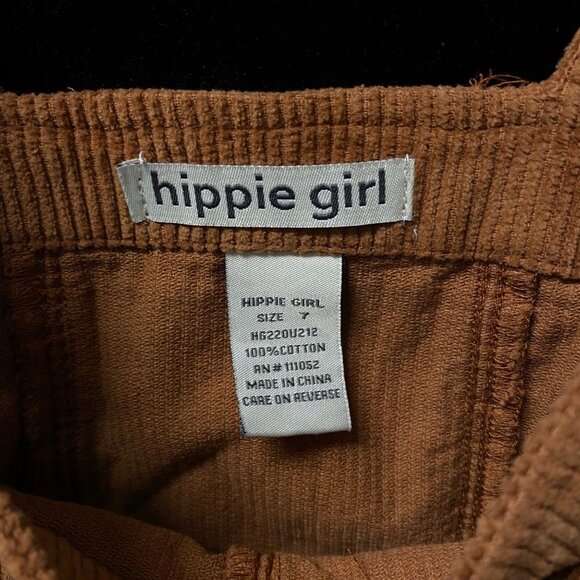 hippie girl
HIPPIE GIRL
SIZE 7
HG220U212
100%COTTON
RN#111052
MADE IN CHINA
CARE ON REVERSE